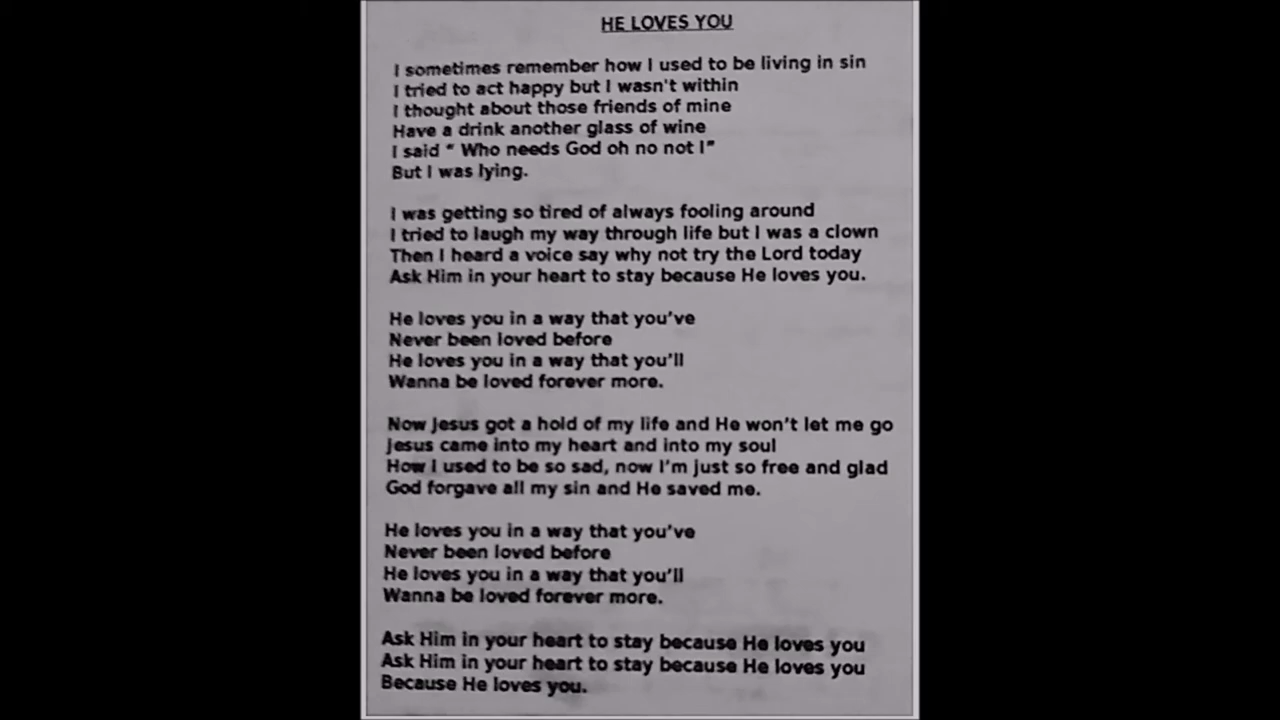 HE LOVES YOU
I sometimes remember how I used to be living in sin
I tried to act happy but I wasn't within
I thought about those friends of mine
Have a drink another glass of wine
I said " Who needs God oh no not I"
But I was lying.
I was getting so tired of always fooling around
I tried to laugh my way through life but I was a clown
Then I heard a voice say why not try the Lord today
Ask Him in your heart to stay because He loves you.
He loves you in a way that you've
Never been loved before
He loves you in a way that you'll
Wanna be loved forever more.
Now Jesus got a hold of my life and He won't let me go
Jesus came into my heart and into my soul
How I used to be so sad, now I'm just so free and glad
God forgave all my sin and He saved me.
He loves you in a way that you've
Never been loved before
He loves you in a way that you'll
Wanna be loved forever more.
Ask Him in your heart to stay because He loves you
Ask Him in your heart to stay because He loves you
Because He loves you.